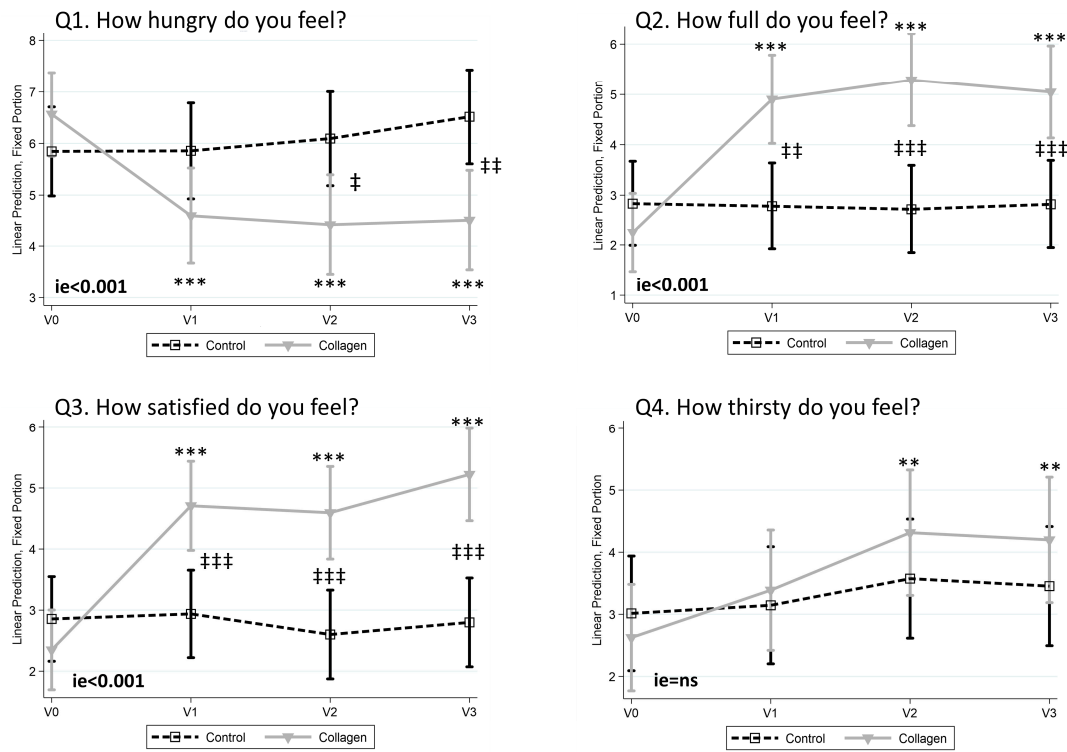 Q1. How hungry do you feel?
Linear Prediction, Fixed Portion
8
7
6
5
4
3
‡
‡‡
***
***
***
ie<0.001
V0
V1
V2
V3
Control
Collagen
Q2. How full do you feel?
Linear Prediction, Fixed Portion
6
5
4
3
2
1
***
***
***
‡‡
‡‡‡
‡‡‡
ie<0.001
V0
V1
V2
V3
Control
Collagen
Q3. How satisfied do you feel?
Linear Prediction, Fixed Portion
6
5
4
3
2
***
***
***
‡‡‡
‡‡‡
‡‡‡
ie<0.001
V0
V1
V2
V3
Control
Collagen
Q4. How thirsty do you feel?
Linear Prediction, Fixed Portion
6
5
4
3
2
**
**
ie=ns
V0
V1
V2
V3
Control
Collagen